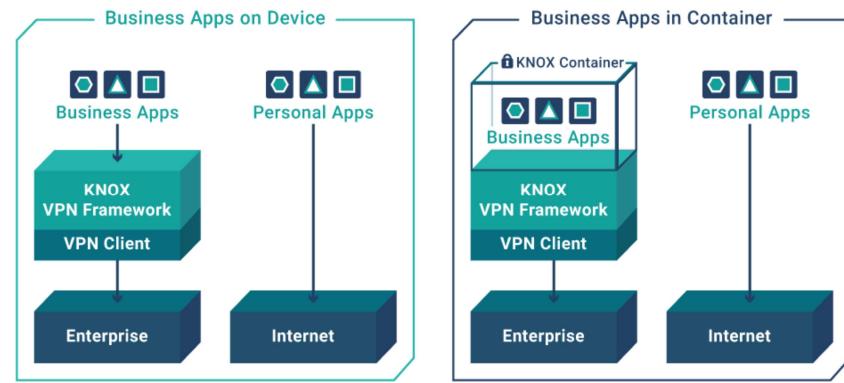 Business Apps on Device
Business Apps
Personal Apps
KNOX
VPN Framework
VPN Client
Enterprise
Internet
Business Apps in Container
KNOX Container
Business Apps
Personal Apps
KNOX
VPN Framework
VPN Client
Enterprise
Internet